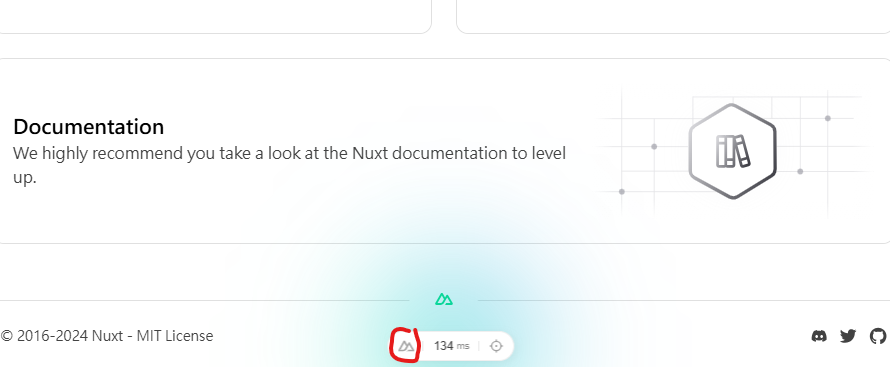 Documentation
We highly recommend you take a look at the Nuxt documentation to level
up.
© 2016-2024 Nuxt - MIT License
134 ms